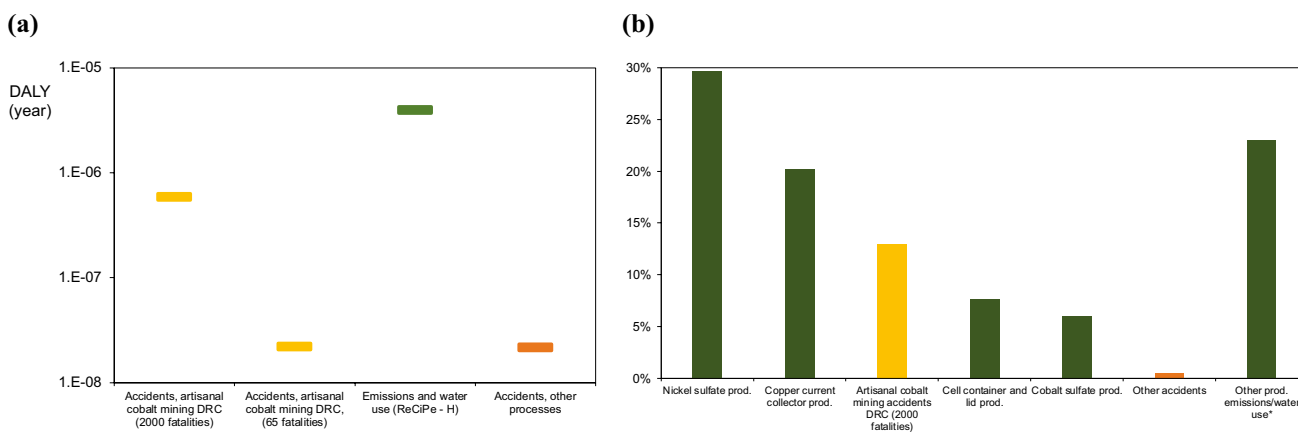 (a)
DALY
(year)
1.E-05
1.E-06
1.E-07
1.E-08
Accidents, artisanal
cobalt mining DRC
(2000 fatalities)
Accidents, artisanal
cobalt mining DRC,
(65 fatalities)
Emissions and water
use (ReCiPe - H)
Accidents, other
processes
(b)
30%
25%
20%
15%
10%
5%
0%
Nickel sulfate prod.
Copper current
collector prod.
Artisanal cobalt
mining accidents
DRC (2000
fatalities)
Cell container and
lid prod.
Cobalt sulfate prod.
Other accidents
Other prod.
emissions/water
use*